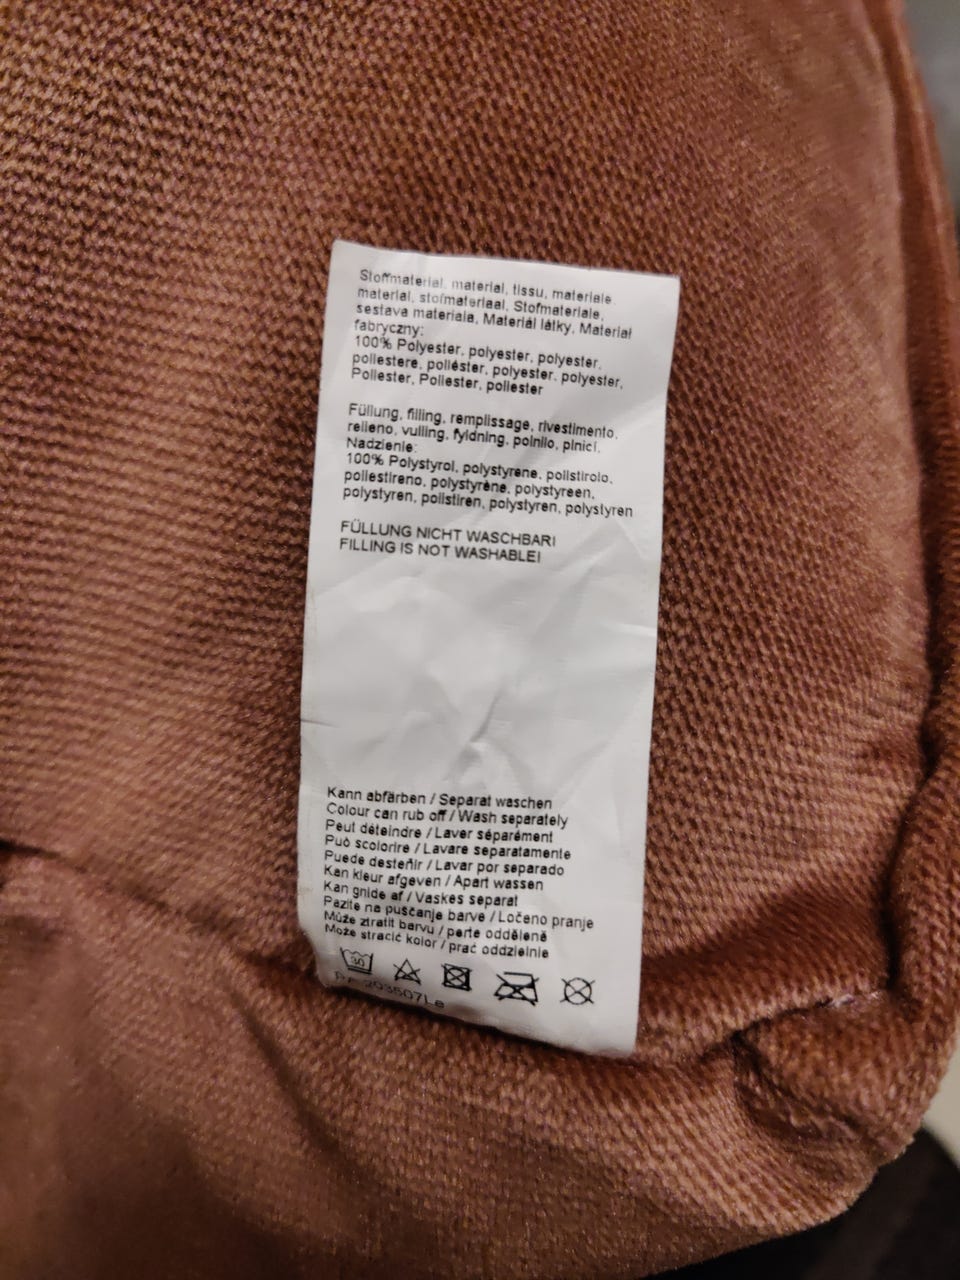 Stoffmaterial, material, tissu, materiale
material, stofmateriaal, Stofmateriale,
sestava materiala, Materiál látky, Materiał
fabryczny:
100% Polyester, polyester, polyester,
poliestere, poliéster, polyester, polyester,
Poliester, Poliester, poliester
Füllung, filling, remplissage, rivestimento,
relleno, vulling, fyldning, polnilo, plnicí,
Nadzienie:
100% Polystyrol, polystyrene, polistirolo,
poliestireno, polystyrène, polystyreen,
polystyren, polistiren, polystyren, polystyren
FÜLLUNG NICHT WASCHBAR!
FILLING IS NOT WASHABLE!
Kann abfärben / Separat waschen
Colour can rub off / Wash separately
Peut déteindre / Laver séparément
Può scolorire / Lavare separatamente
Puede desteñir / Lavar por separado
Kan kleur afgeven / Apart wassen
Kan gnide af / Vaskes separat
Pazite na puščanje barve / Ločeno pranje
Může ztratit barvu / perte odděleně
Może stracić kolor / prać oddzielnie
30
203507Le